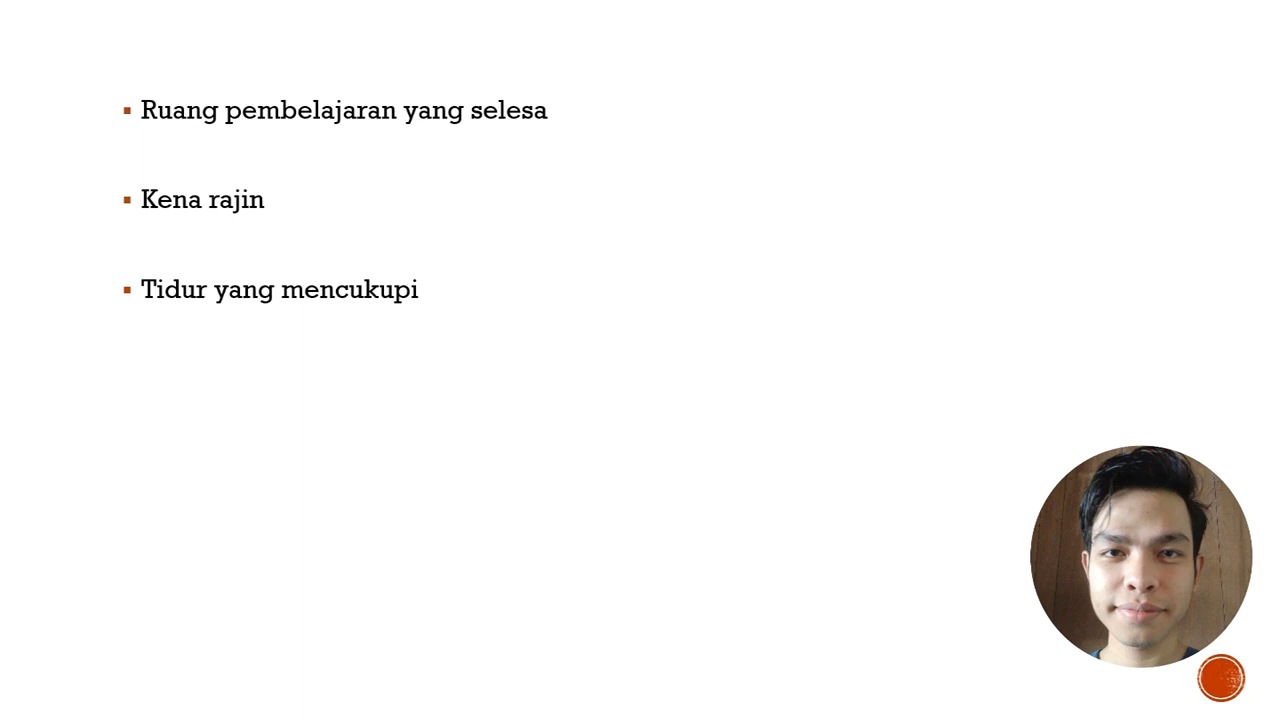 Ruang pembelajaran yang selesa
Kena rajin
Tidur yang mencukupi